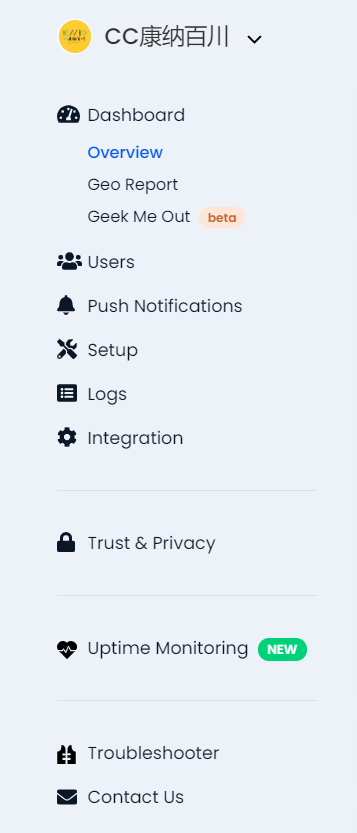 CC康纳百川
Dashboard
Overview
Geo Report
Geek Me Out beta
Users
Push Notifications
Setup
Logs
Integration
Trust & Privacy
Uptime Monitoring NEW
Troubleshooter
Contact Us